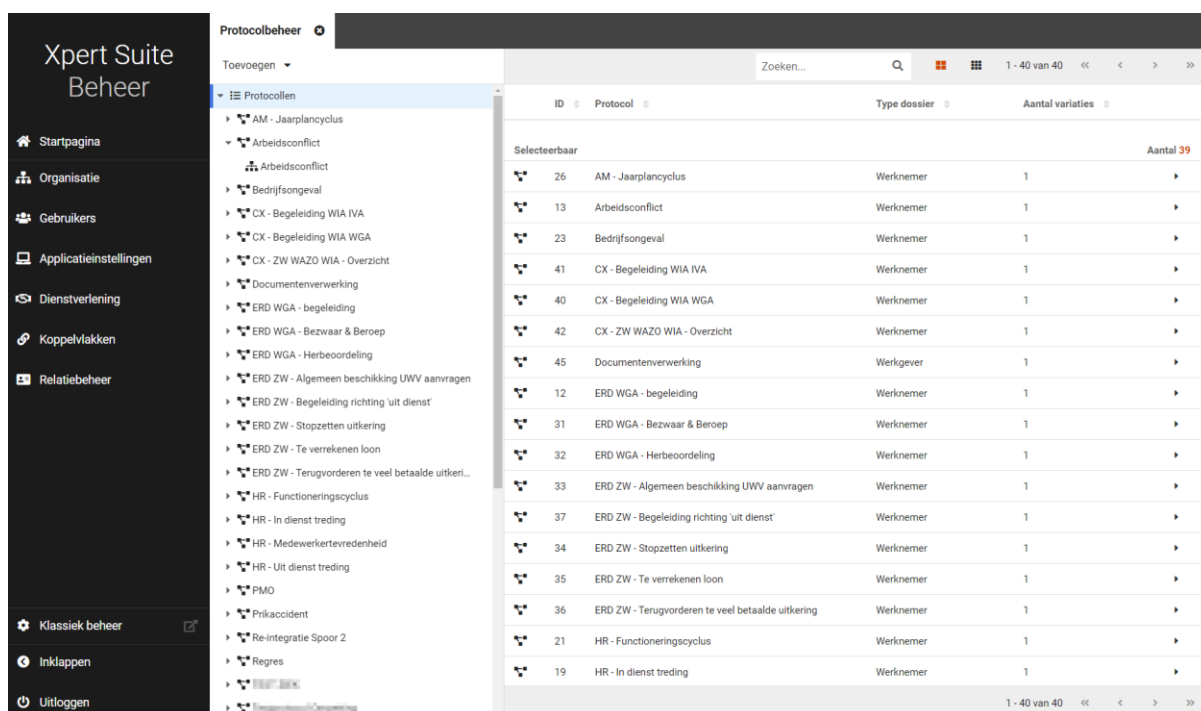 Xpert Suite
Beheer
Startpagina
Organisatie
Gebruikers
Applicatieinstellingen
Dienstverlening
Koppelvlakken
Relatiebeheer
Klassiek beheer
Inklappen
Uitloggen
Protocolbeheer
Toevoegen
Protocollen
AM - Jaarplancyclus
Arbeidsconflict
Arbeidsconflict
Bedrijfsongeval
CX - Begeleiding WIA IVA
CX - Begeleiding WIA WGA
CX - ZW WAZO WIA - Overzicht
Documentenverwerking
ERD WGA - begeleiding
ERD WGA - Bezwaar & Beroep
ERD WGA - Herbeoordeling
ERD ZW - Algemeen beschikking UWV aanvragen
ERD ZW - Begeleiding richting 'uit dienst'
ERD ZW - Stopzetten uitkering
ERD ZW - Te verrekenen loon
ERD ZW - Terugvorderen te veel betaalde uitkeri...
HR - Functioneringscyclus
HR - In dienst treding
HR - Medewerkertevredenheid
HR - Uit dienst treding
PMO
Prikaccident
Re-integratie Spoor 2
Regres
Zoeken... 1 - 40 van 40 << < > >>
ID Protocol Type dossier Aantal variaties
Selecteerbaar Aantal 39
26 AM - Jaarplancyclus Werknemer 1
13 Arbeidsconflict Werknemer 1
23 Bedrijfsongeval Werknemer 1
41 CX - Begeleiding WIA IVA Werknemer 1
40 CX - Begeleiding WIA WGA Werknemer 1
42 CX - ZW WAZO WIA - Overzicht Werknemer 1
45 Documentenverwerking Werkgever 1
12 ERD WGA - begeleiding Werknemer 1
31 ERD WGA - Bezwaar & Beroep Werknemer 1
32 ERD WGA - Herbeoordeling Werknemer 1
33 ERD ZW - Algemeen beschikking UWV aanvragen Werknemer 1
37 ERD ZW - Begeleiding richting 'uit dienst' Werknemer 1
34 ERD ZW - Stopzetten uitkering Werknemer 1
35 ERD ZW - Te verrekenen loon Werknemer 1
36 ERD ZW - Terugvorderen te veel betaalde uitkering Werknemer 1
21 HR - Functioneringscyclus Werknemer 1
19 HR - In dienst treding Werknemer 1
1 - 40 van 40 << < > >>